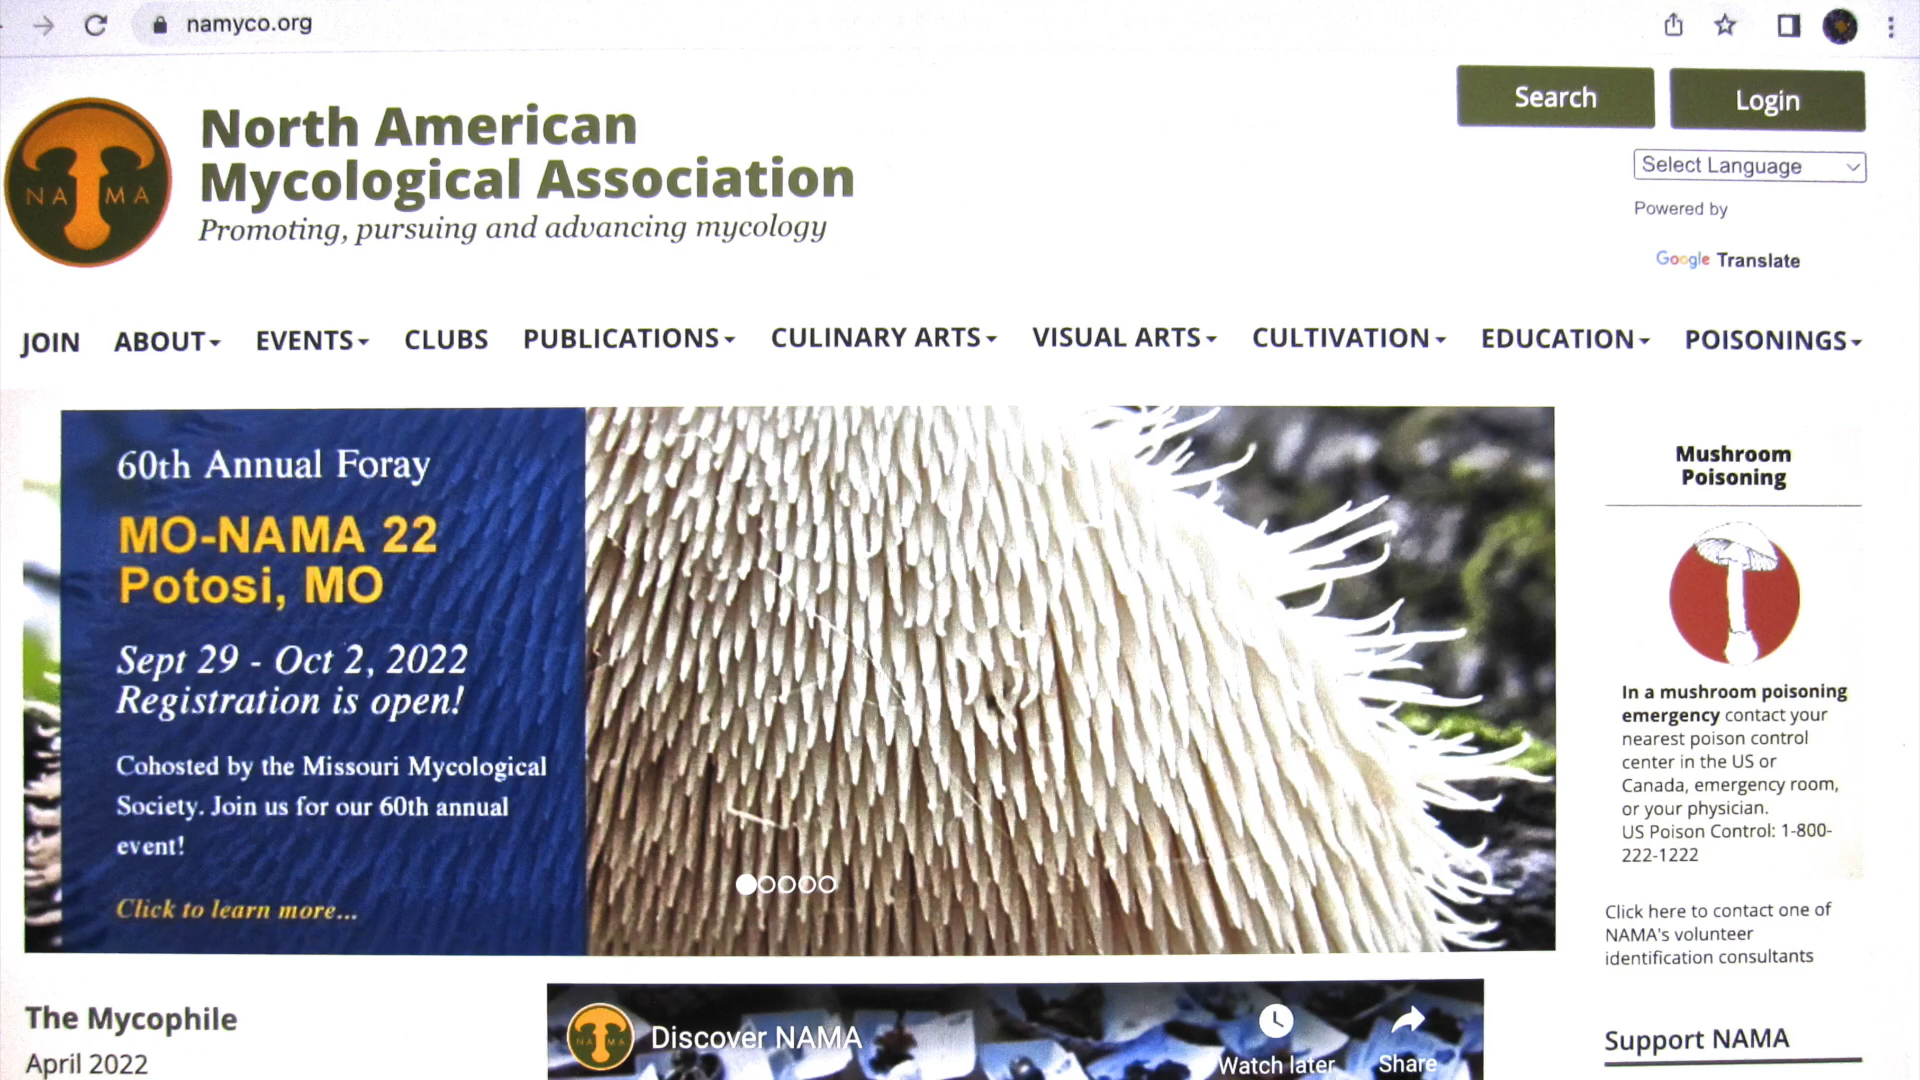 namyco.org
Search
Login
NAMA
North American
Mycological Association
Promoting, pursuing and advancing mycology
Select Language
Powered by
Google Translate
JOIN ABOUT EVENTS CLUBS PUBLICATIONS CULINARY ARTS VISUAL ARTS CULTIVATION EDUCATION POISONINGS
60th Annual Foray
MO-NAMA 22
Potosi, MO
Sept 29 - Oct 2, 2022
Registration is open!
Cohosted by the Missouri Mycological
Society. Join us for our 60th annual
event!
Click to learn more...
Mushroom
Poisoning
In a mushroom poisoning
emergency contact your
nearest poison control
center in the US or
Canada, emergency room,
or your physician.
US Poison Control: 1-800-
222-1222
Click here to contact one of
NAMA's volunteer
identification consultants
Support NAMA
The Mycophile
April 2022
NAMA
Discover NAMA
Watch later
Share